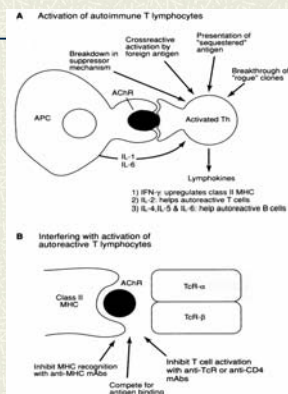 A Activation of autoimmune T lymphocytes
Crossreactive
activation by
foreign antigen
Presentation of
"sequestered"
antigen
Breakdown in
suppressor
mechanism
Breakthrough of
"rogue" clones
AChR
APC
Activated Th
IL-1
IL-6
Lymphokines
1) IFN-γ: upregulates class II MHC
2) IL-2: helps autoreactive T cells
3) IL-4, IL-5 & IL-6: help autoreactive B cells
B Interfering with activation of
autoreactive T lymphocytes
AChR
Class II
MHC
TcR-α
TcR-β
Inhibit MHC recognition
with anti-MHC mAbs
Compete for
antigen binding
Inhibit T cell activation
with anti-TcR or anti-CD4
mAbs